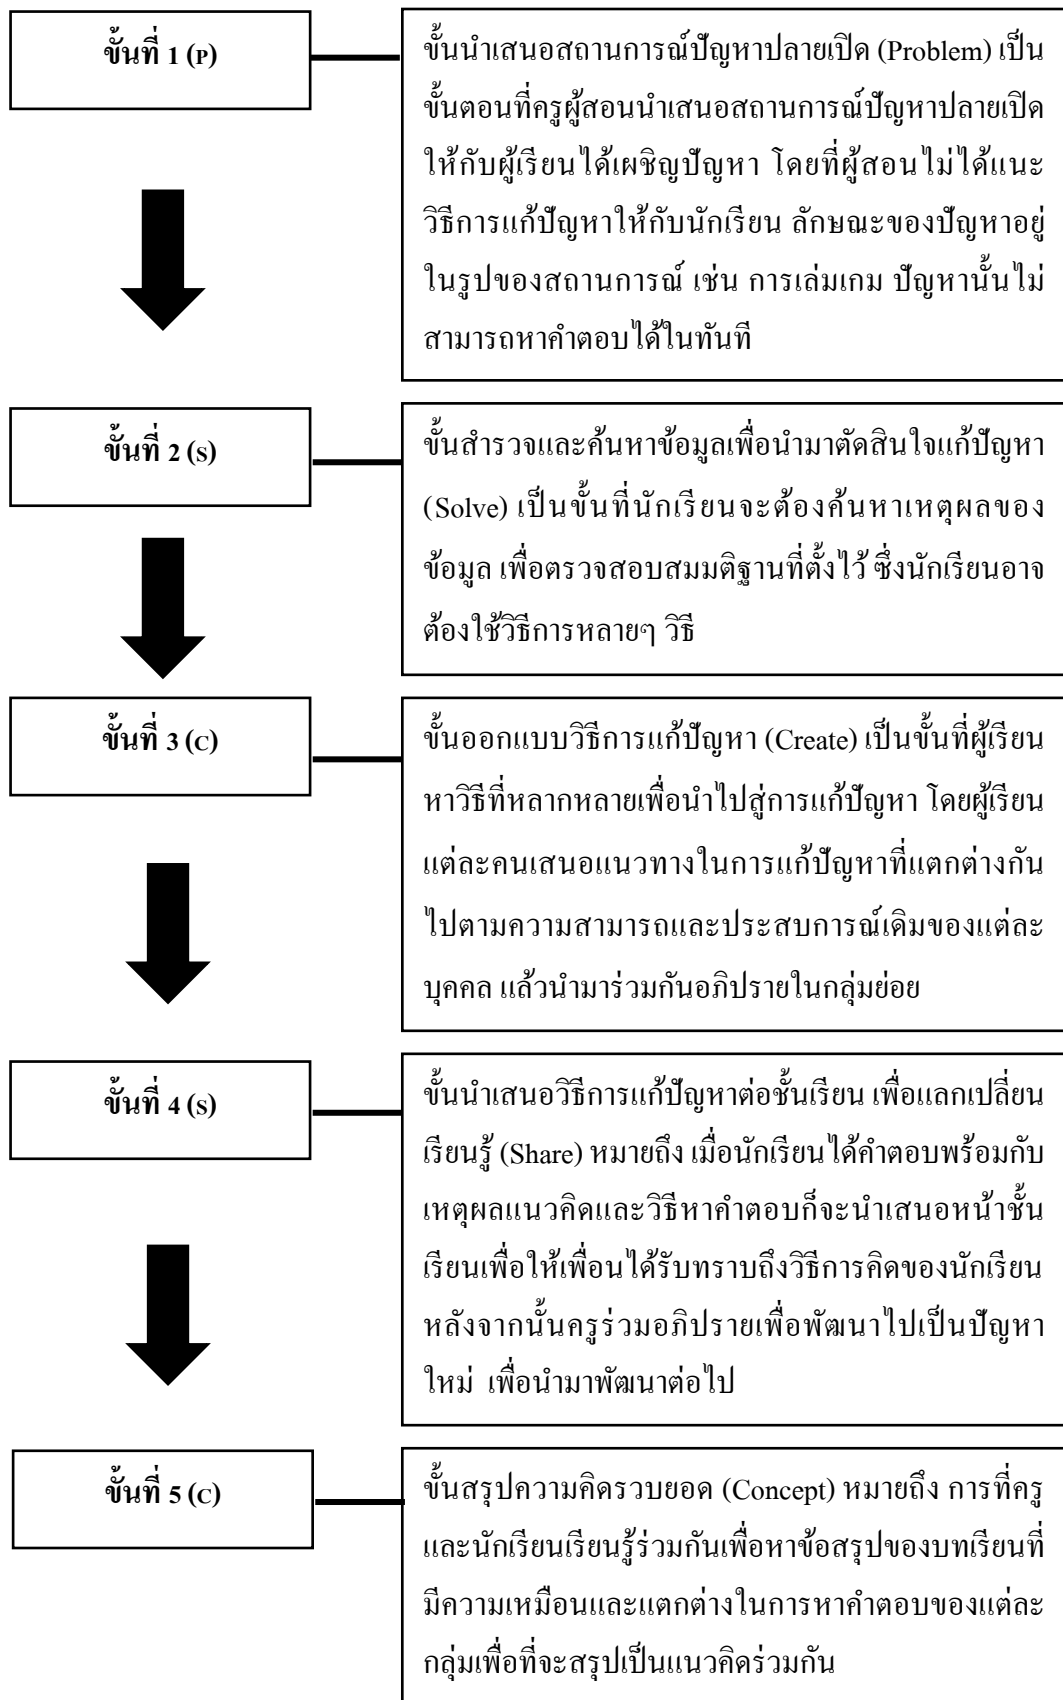 ขั้นที่ 1 (P)
ขั้นนำเสนอสถานการณ์ปัญหาปลายเปิด (Problem) เป็น
ขั้นตอนที่ครูผู้สอนนำเสนอสถานการณ์ปัญหาปลายเปิด
ให้กับผู้เรียนได้เผชิญปัญหา โดยที่ผู้สอนไม่ได้แนะ
วิธีการแก้ปัญหาให้กับนักเรียน ลักษณะของปัญหาอยู่
ในรูปของสถานการณ์ เช่น การเล่มเกม ปัญหานั้นไม่
สามารถหาคำตอบได้ในทันที
ขั้นที่ 2 (S)
ขั้นสำรวจและค้นหาข้อมูลเพื่อนำมาตัดสินใจแก้ปัญหา
(Solve) เป็นขั้นที่นักเรียนจะต้องค้นหาเหตุผลของ
ข้อมูล เพื่อตรวจสอบสมมติฐานที่ตั้งไว้ ซึ่งนักเรียนอาจ
ต้องใช้วิธีการหลายๆ วิธี
ขั้นที่ 3 (C)
ขั้นออกแบบวิธีการแก้ปัญหา (Create) เป็นขั้นที่ผู้เรียน
หาวิธีที่หลากหลายเพื่อนำไปสู่การแก้ปัญหา โดยผู้เรียน
แต่ละคนเสนอแนวทางในการแก้ปัญหาที่แตกต่างกัน
ไปตามความสามารถและประสบการณ์เดิมของแต่ละ
บุคคล แล้วนำมาร่วมกันอภิปรายในกลุ่มย่อย
ขั้นที่ 4 (S)
ขั้นนำเสนอวิธีการแก้ปัญหาต่อชั้นเรียน เพื่อแลกเปลี่ยน
เรียนรู้ (Share) หมายถึง เมื่อนักเรียนได้คำตอบพร้อมกับ
เหตุผลแนวคิดและวิธีหาคำตอบก็จะนำเสนอหน้าชั้น
เรียนเพื่อให้เพื่อนได้รับทราบถึงวิธีการคิดของนักเรียน
หลังจากนั้นครูร่วมอภิปรายเพื่อพัฒนาไปเป็นปัญหา
ใหม่ เพื่อนำมาพัฒนาต่อไป
ขั้นที่ 5 (C)
ขั้นสรุปความคิดรวบยอด (Concept) หมายถึง การที่ครู
และนักเรียนเรียนรู้ร่วมกันเพื่อหาข้อสรุปของบทเรียนที่
มีความเหมือนและแตกต่างในการหาคำตอบของแต่ละ
กลุ่มเพื่อที่จะสรุปเป็นแนวคิดร่วมกัน